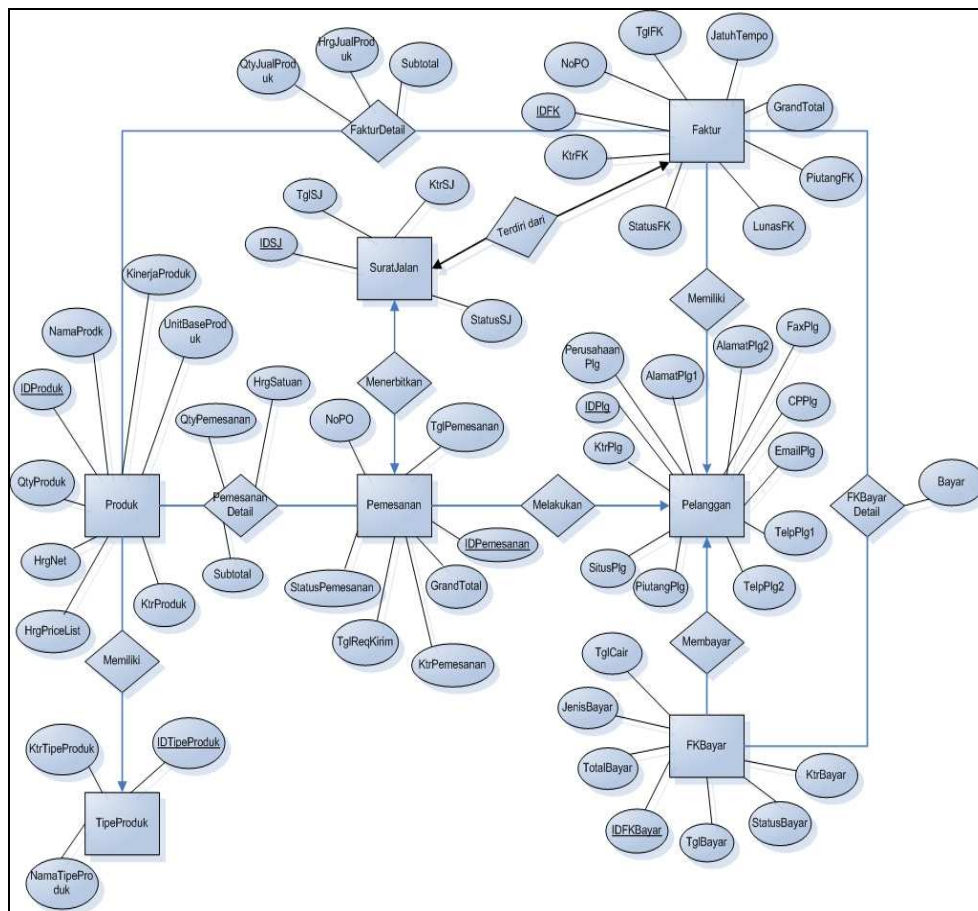 TglFK
JatuhTempo
HrgJualProd
uk
QtyJualProd
uk
Subtotal
NoPO
GrandTotal
IDFK
FakturDetail
Faktur
KtrFK
PiutangFK
KtrSJ
TglSJ
Terdiri dari
StatusFK
LunasFK
IDSJ
SuratJalan
KinerjaProduk
StatusSJ
Memiliki
NamaProdk
UnitBaseProd
uk
FaxPlg
AlamatPlg2
Perusahaan
Plg
AlamatPlg1
HrgSatuan
Menerbitkan
IDProduk
QtyPemesanan
NoPO
TglPemesanan
IDPlg
CPPlg
KtrPlg
EmailPlg
QtyProduk
Produk
Pemesanan
Detail
Pemesanan
Melakukan
Pelanggan
FKBayar
Detail
Bayar
TelpPlg1
IDPemesanan
HrgNet
Subtotal
StatusPemesanan
GrandTotal
SitusPlg
PiutangPlg
TelpPlg2
KtrProduk
HrgPriceList
TglReqKirim
KtrPemesanan
Memiliki
Membayar
TglCair
JenisBayar
KtrTipeProduk
IDTipeProduk
FKBayar
TotalBayar
KtrBayar
TipeProduk
IDFKBayar
TglBayar
StatusBayar
NamaTipePro
duk